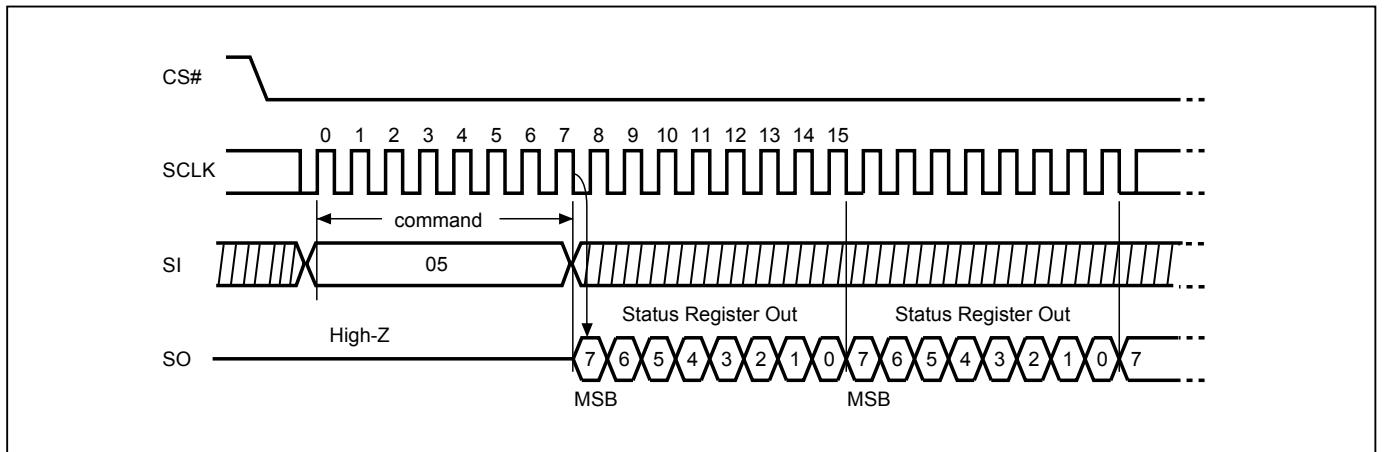 CS#
0 1 2 3 4 5 6 7 8 9 10 11 12 13 14 15
SCLK
command
SI
05
Status Register Out Status Register Out
High-Z
SO
7 6 5 4 3 2 1 0 7 6 5 4 3 2 1 0 7
MSB MSB